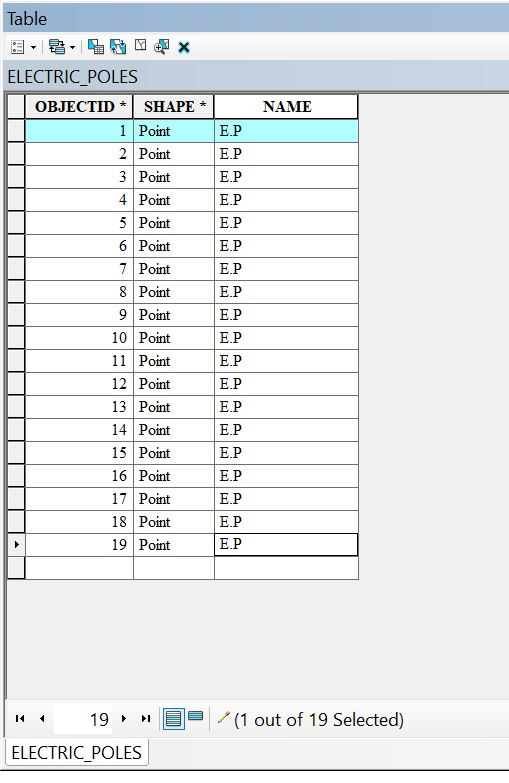 Table
ELECTRIC_POLES
OBJECTID * SHAPE * NAME
1 Point E.P
2 Point E.P
3 Point E.P
4 Point E.P
5 Point E.P
6 Point E.P
7 Point E.P
8 Point E.P
9 Point E.P
10 Point E.P
11 Point E.P
12 Point E.P
13 Point E.P
14 Point E.P
15 Point E.P
16 Point E.P
17 Point E.P
18 Point E.P
19 Point E.P
19 (1 out of 19 Selected)
ELECTRIC_POLES